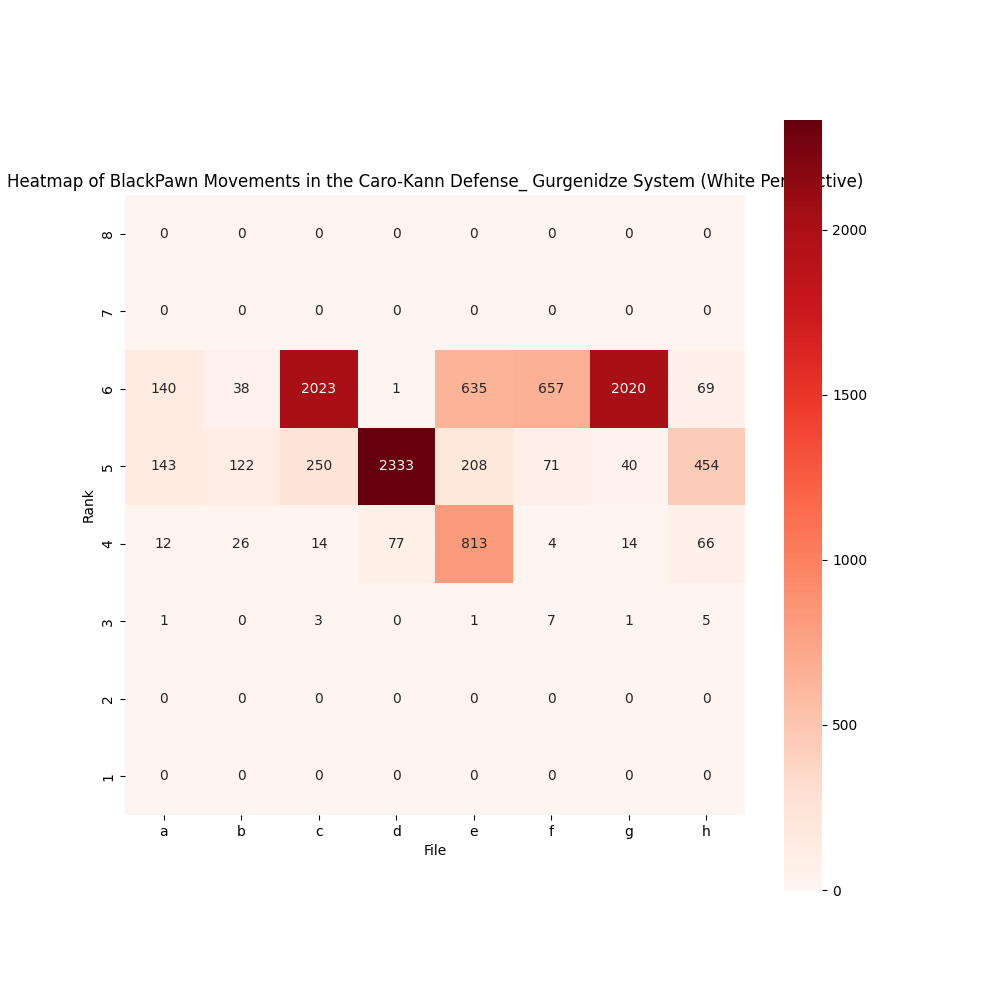 Heatmap of BlackPawn Movements in the Caro-Kann Defense_ Gurgenidze System (White Per ctive)
8 0 0 0 0 0 0 0 0
7 0 0 0 0 0 0 0 0
6 140 38 2023 1 635 657 2020 69
5 143 122 250 2333 208 71 40 454
Rank
4 12 26 14 77 813 4 14 66
3 1 0 3 0 1 7 1 5
2 0 0 0 0 0 0 0 0
1 0 0 0 0 0 0 0 0
a b c d e f g h
File
2000
1500
1000
500
0